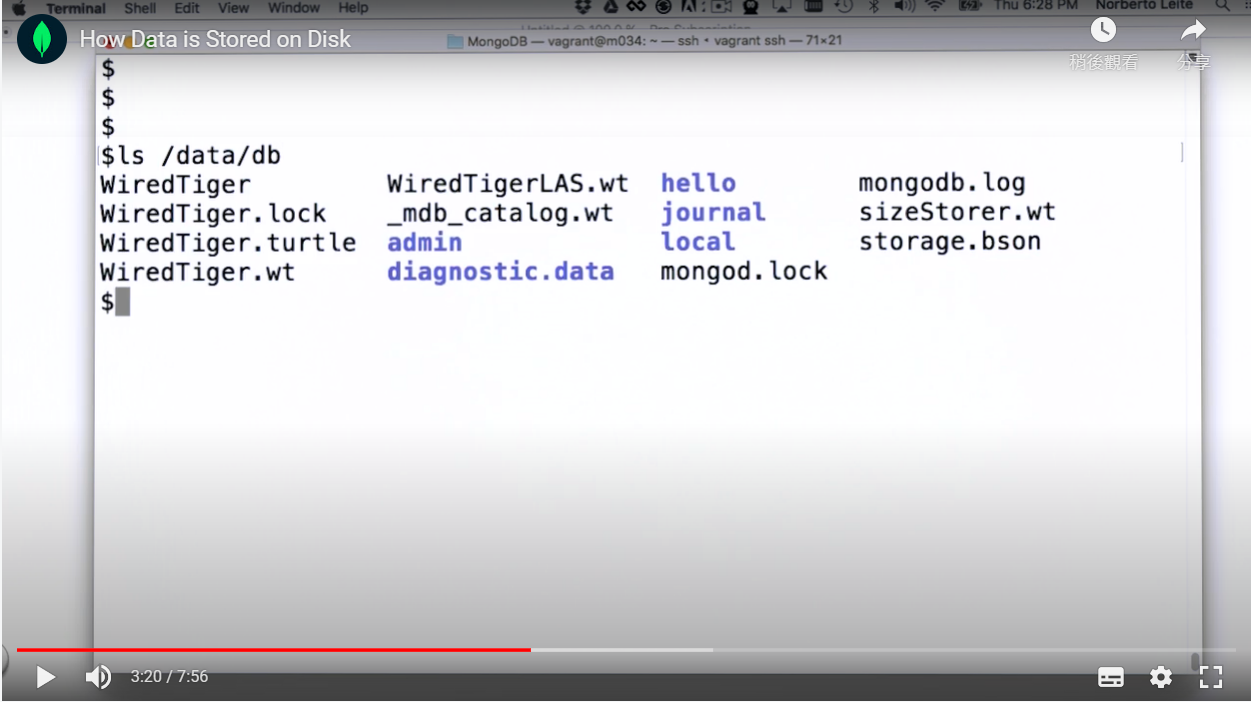 Terminal Shell Edit View Window Help Thu 6:28 PM Norberto Leite
How Data is Stored on Disk
MongoDB — vagrant@m034: ~ — ssh • vagrant ssh — 71×21
稍後觀看 分享
$
$
$
$ls /data/db
WiredTiger WiredTigerLAS.wt hello mongodb.log
WiredTiger.lock _mdb_catalog.wt journal sizeStorer.wt
WiredTiger.turtle admin local storage.bson
WiredTiger.wt diagnostic.data mongod.lock
$
3:20 / 7:56